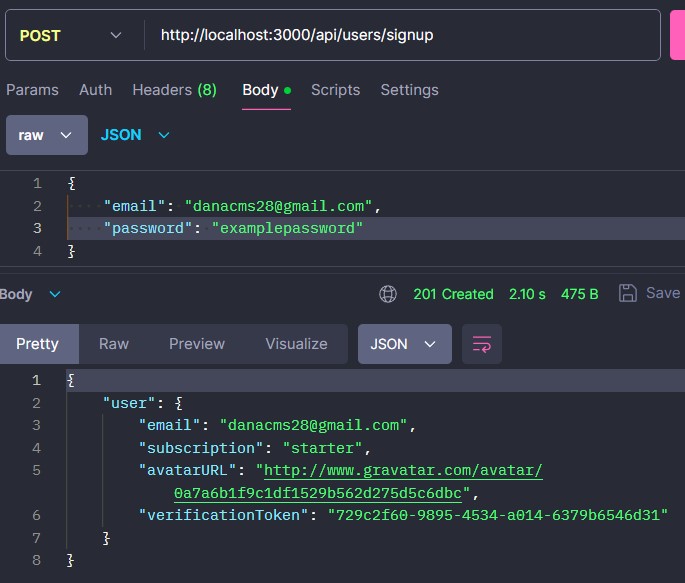 POST http://localhost:3000/api/users/signup
Params Auth Headers (8) Body Scripts Settings
raw JSON
1 {
2 "email": "danacms28@gmail.com",
3 "password": "examplepassword"
4 }
Body 201 Created 2.10 s 475 B Save
Pretty Raw Preview Visualize JSON
1 {
2 "user": {
3 "email": "danacms28@gmail.com",
4 "subscription": "starter",
5 "avatarURL": "http://www.gravatar.com/avatar/
0a7a6b1f9c1df1529b562d275d5c6dbc",
6 "verificationToken": "729c2f60-9895-4534-a014-6379b6546d31"
7 }
8 }